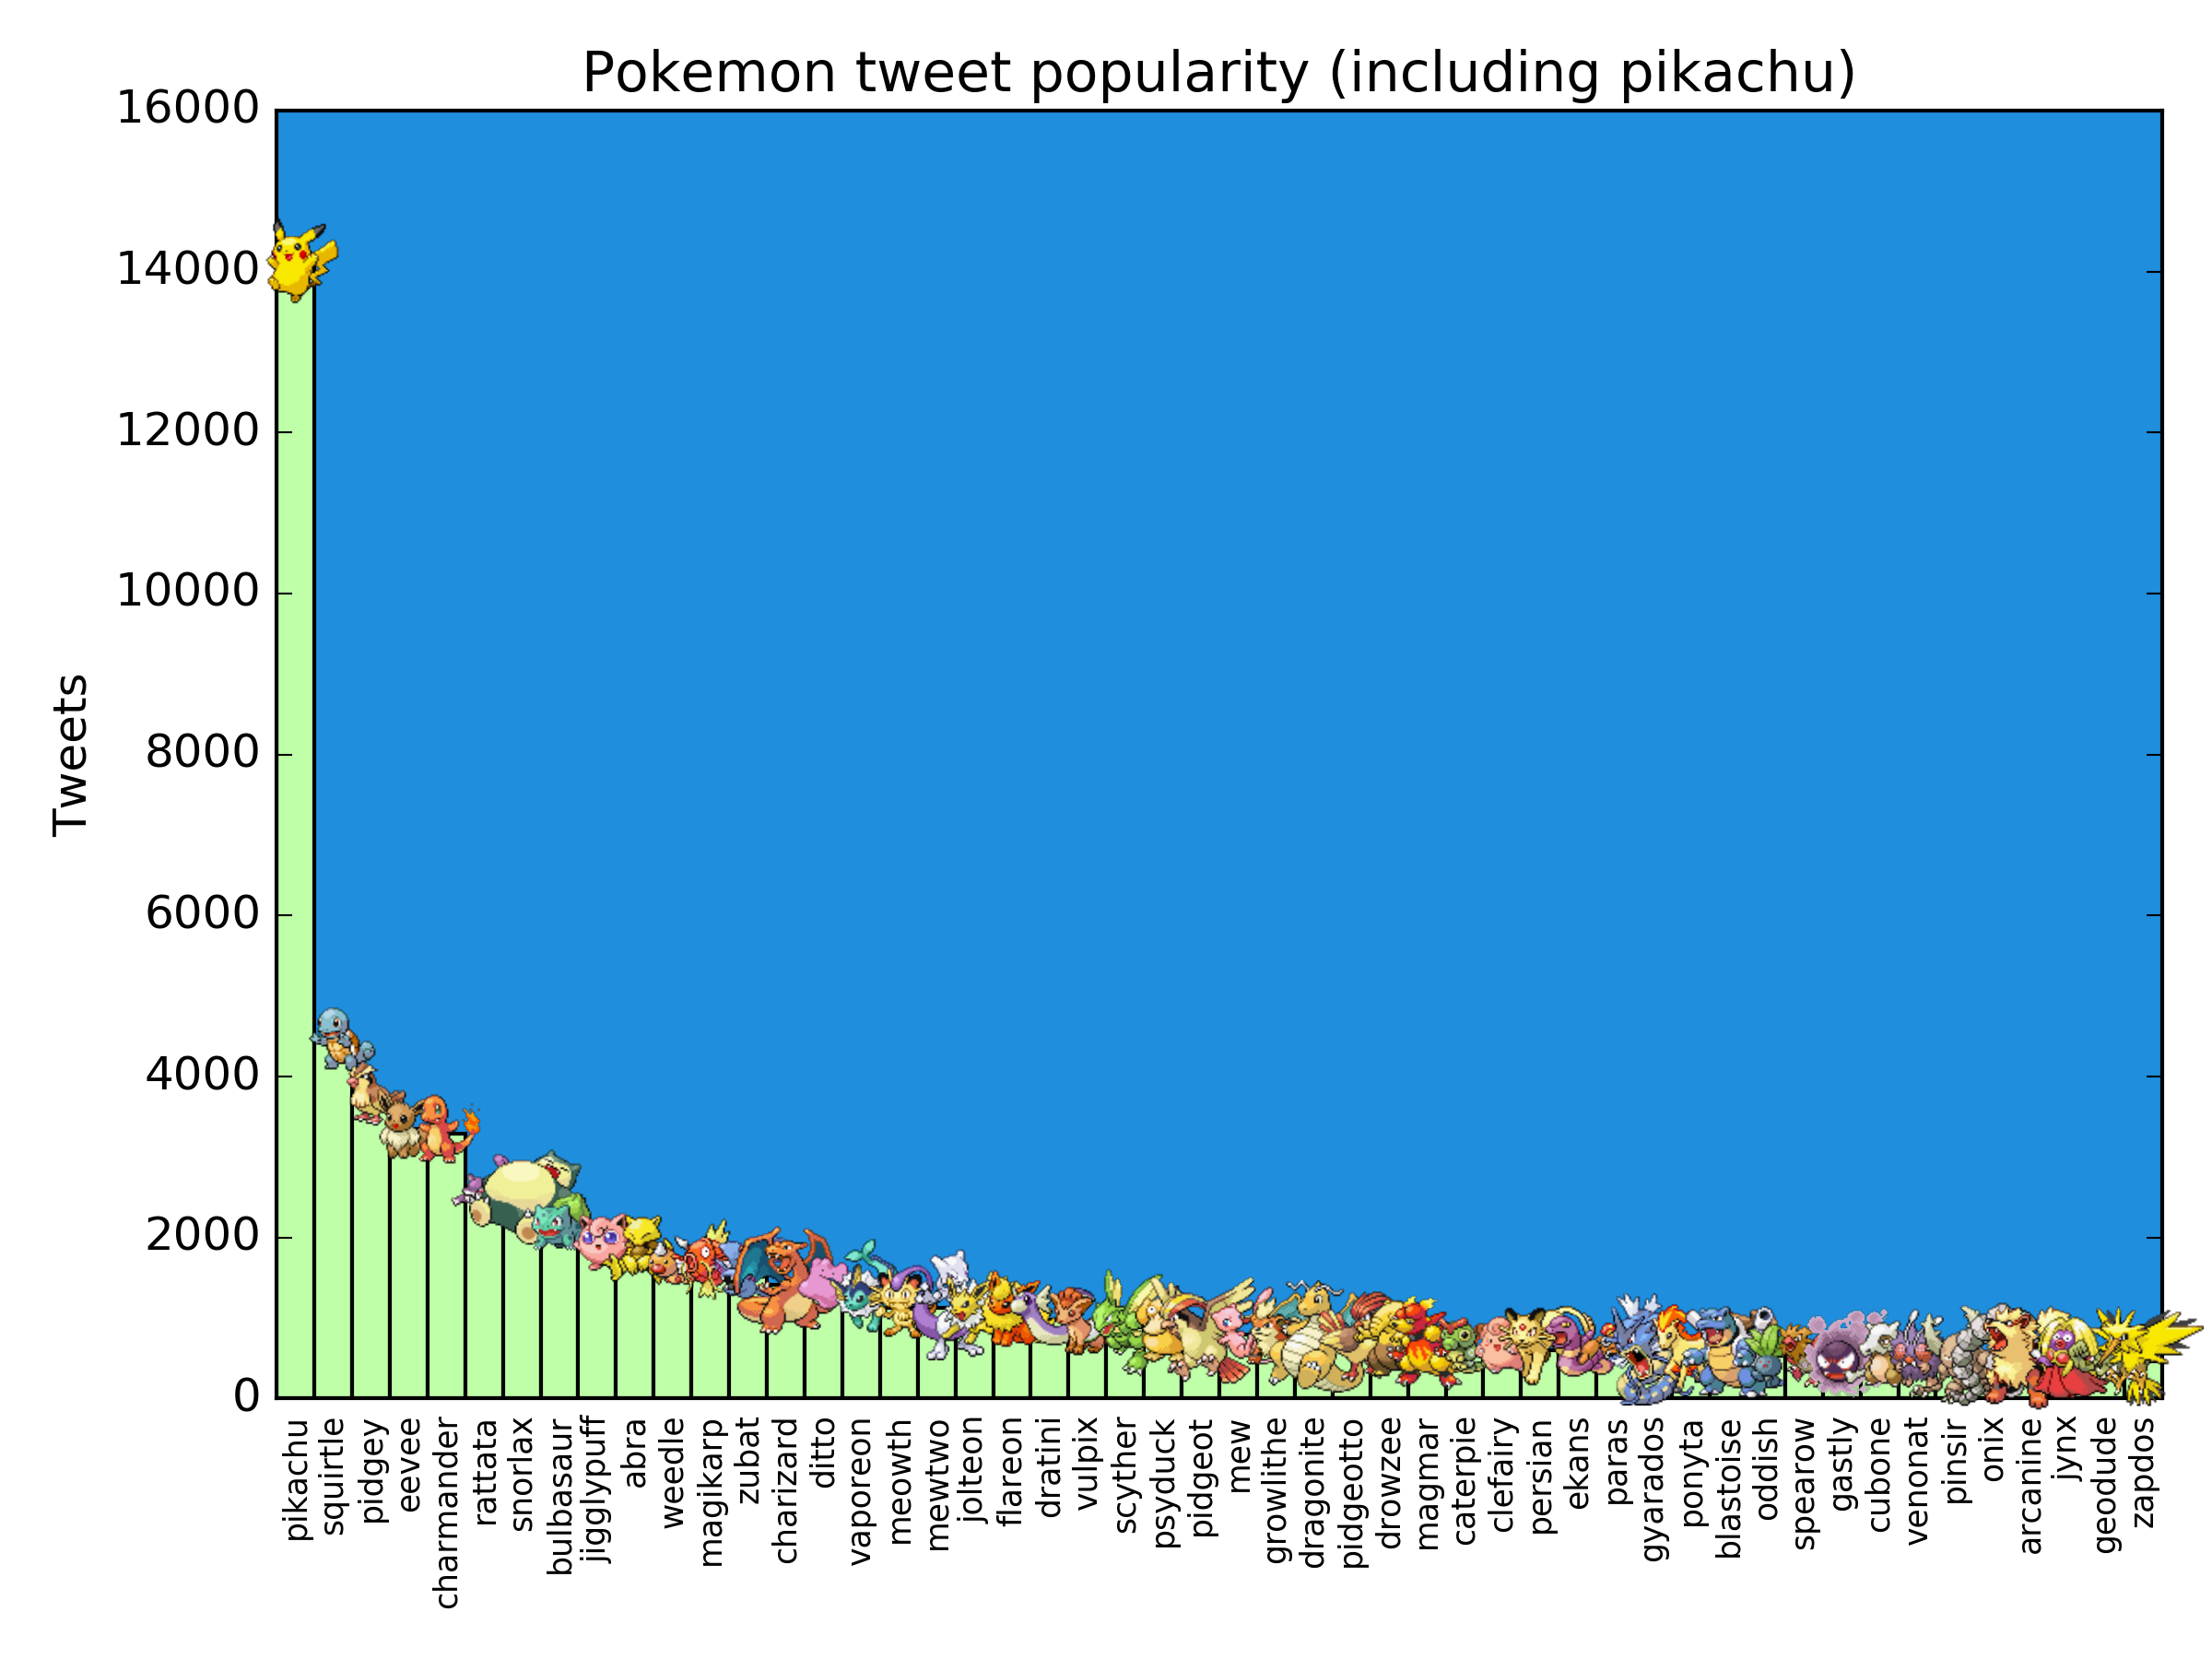 Pokemon tweet popularity (including pikachu)
16000
14000
12000
10000
8000
6000
4000
2000
0
Tweets
pikachu
squirtle
pidgey
eevee
charmander
rattata
snorlax
bulbasaur
jigglypuff
abra
weedle
magikarp
zubat
charizard
ditto
vaporeon
meowth
mewtwo
jolteon
flareon
dratini
vulpix
scyther
psyduck
pidgeot
mew
growlithe
dragonite
pidgeotto
drowzee
magmar
caterpie
clefairy
persian
ekans
paras
gyarados
ponyta
blastoise
oddish
spearow
gastly
cubone
venonat
pinsir
onix
arcanine
jynx
geodude
zapdos